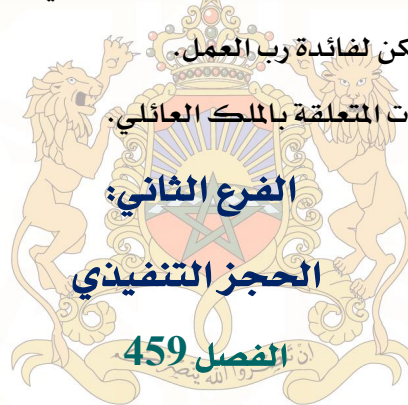 كن لفائدة رب العمل.
ت المتعلقة بالملك العائلي.
الفرع الثاني:
الحجز التنفيذي
الفصل 459